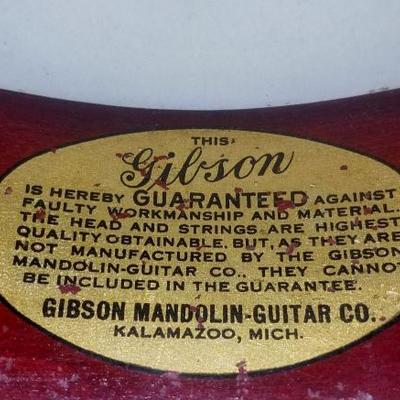 THIS
Gibson
IS HEREBY GUARANTEED AGAINST
FAULTY WORKMANSHIP AND MATERIAL.
THE HEAD AND STRINGS ARE HIGHEST
QUALITY OBTAINABLE, BUT, AS THEY ARE
NOT MANUFACTURED BY THE GIBSON
MANDOLIN-GUITAR CO., THEY CANNOT
BE INCLUDED IN THE GUARANTEE.
GIBSON MANDOLIN-GUITAR CO.
KALAMAZOO, MICH.